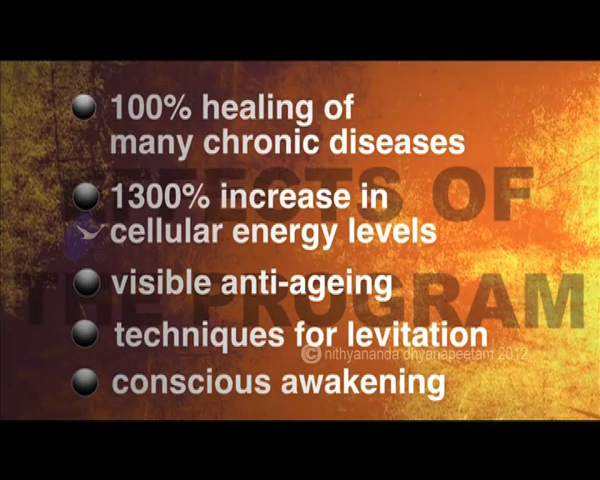 EFFECTS OF
THE PROGRAM
100% healing of
many chronic diseases
1300% increase in
cellular energy levels
visible anti-ageing
techniques for levitation
© nithyananda dhyanapeetam 2012
conscious awakening